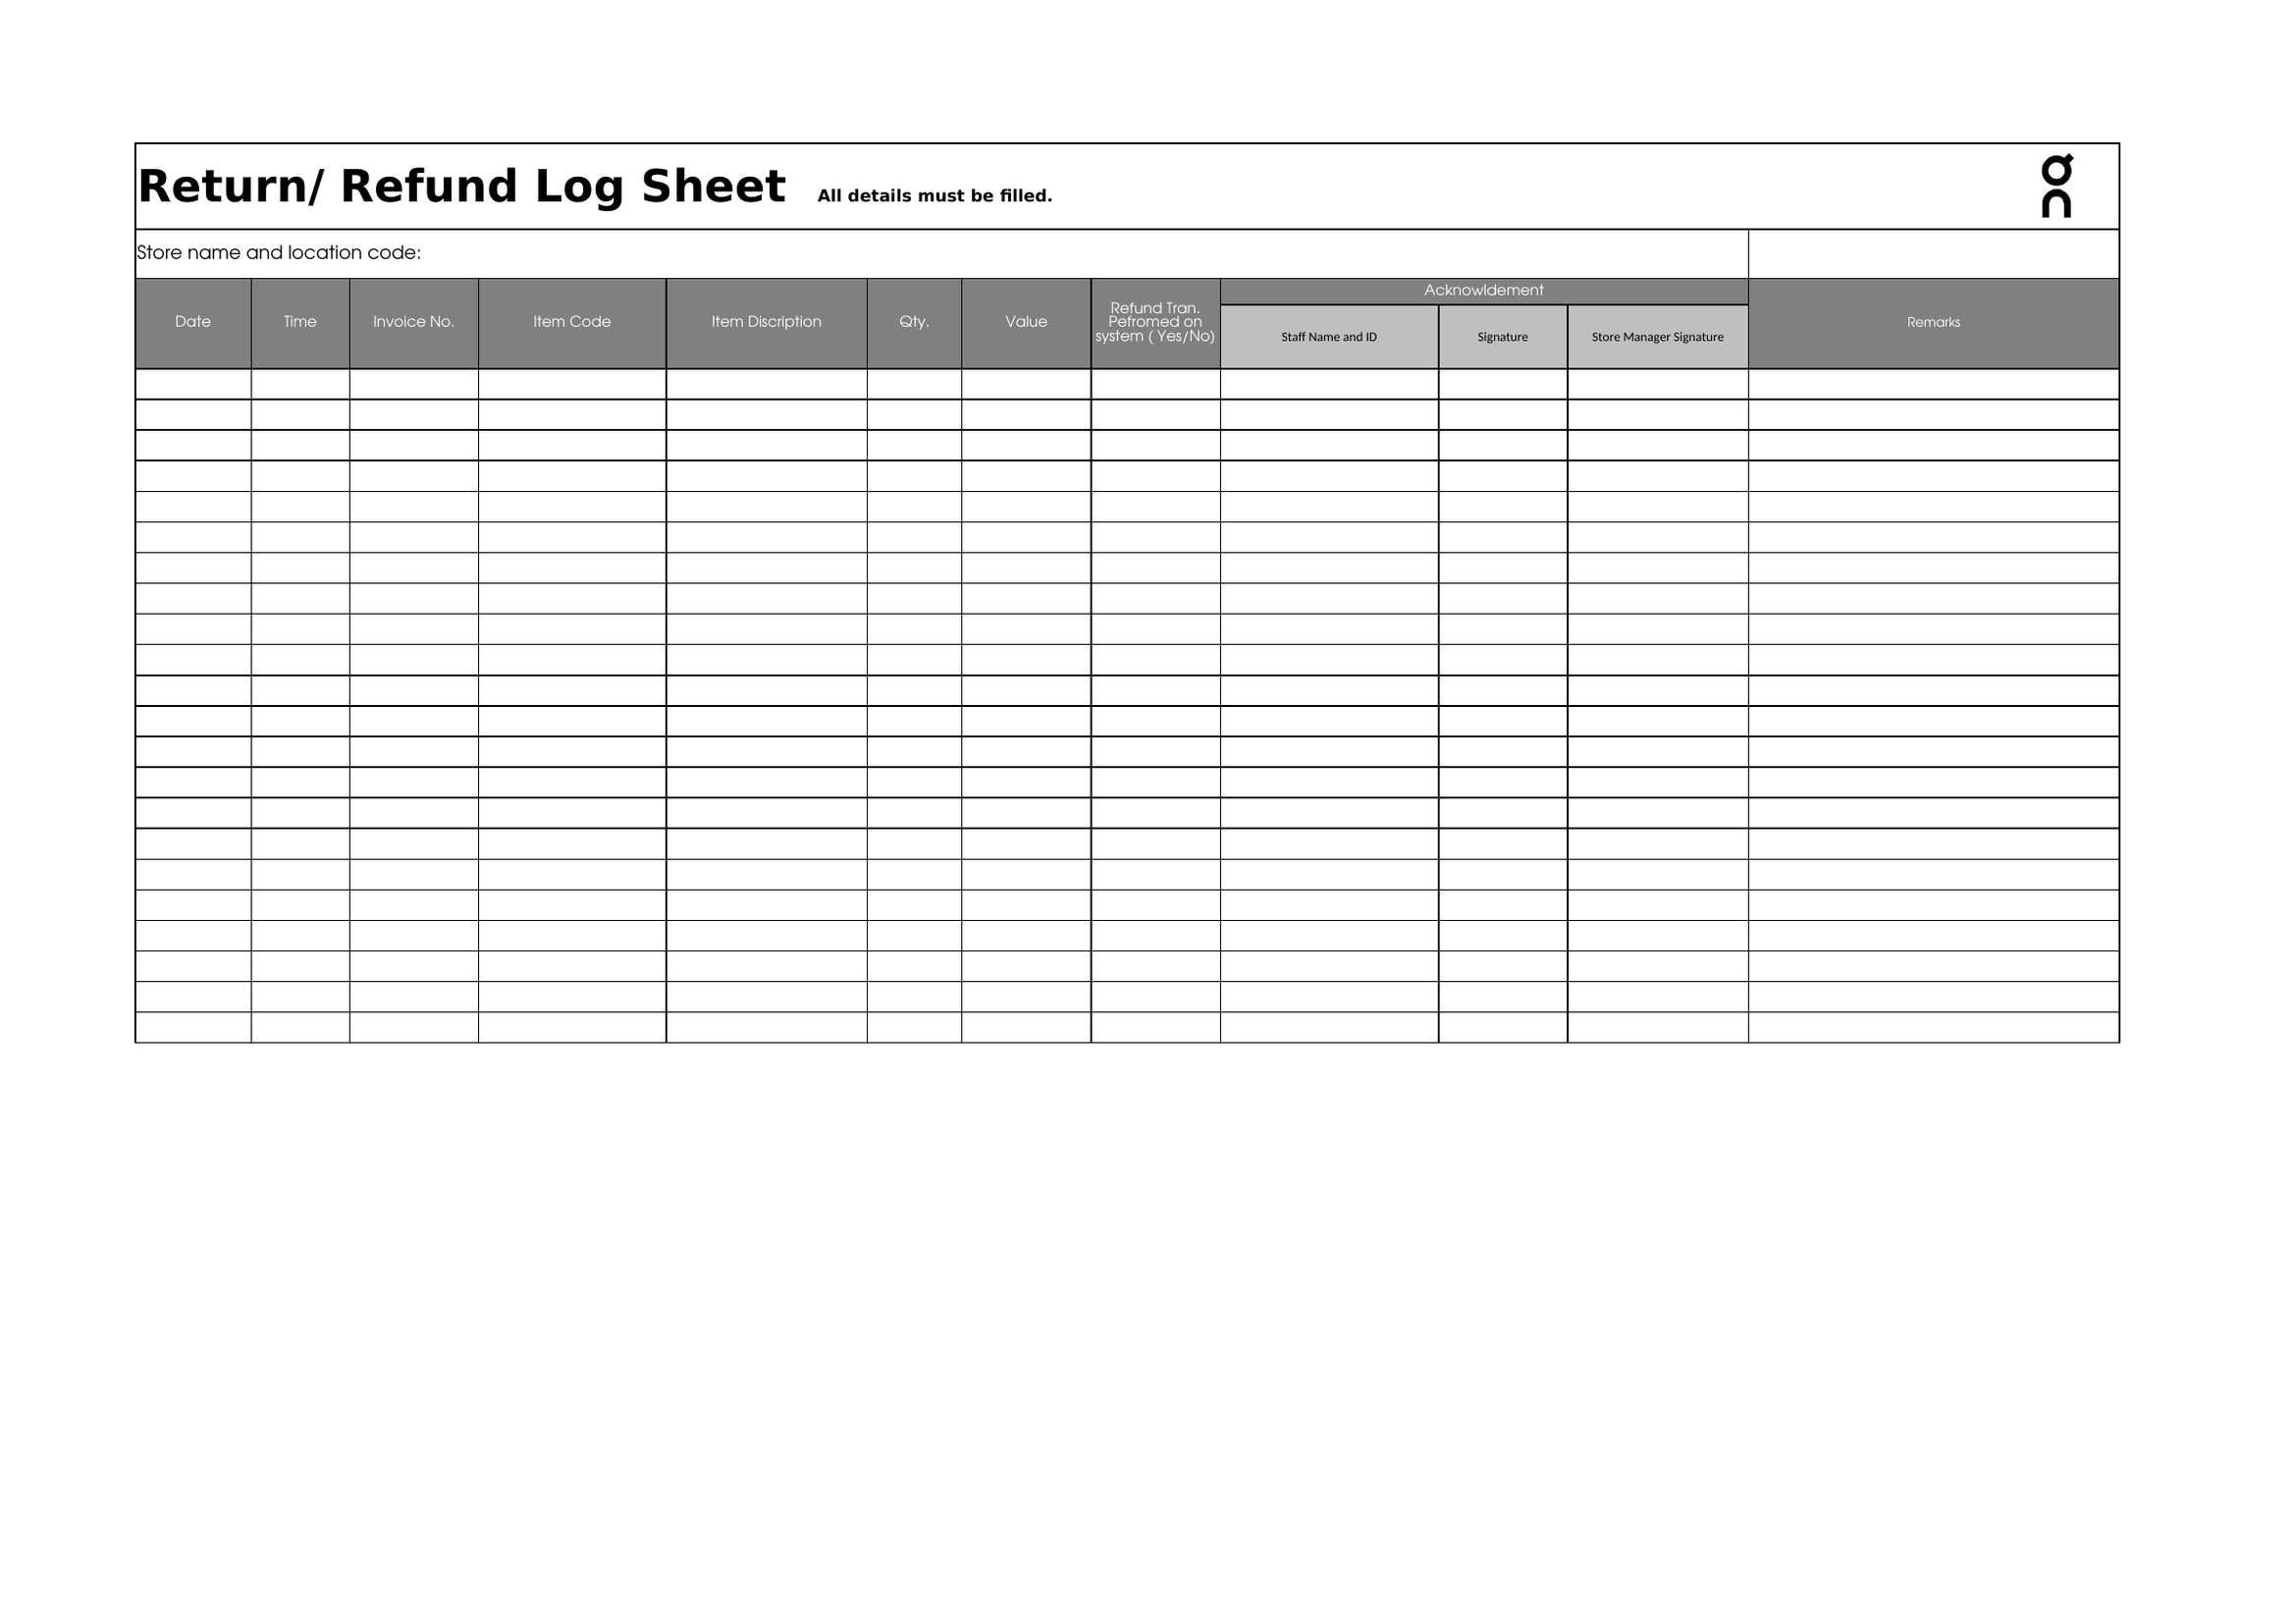 Return/ Refund Log Sheet All details must be filled.
Store name and location code:
Date Time Invoice No. Item Code Item Discription Qty. Value
Refund Tran.
Pefromed on
system ( Yes/No)
Acknowldement
Staff Name and ID Signature Store Manager Signature
Remarks